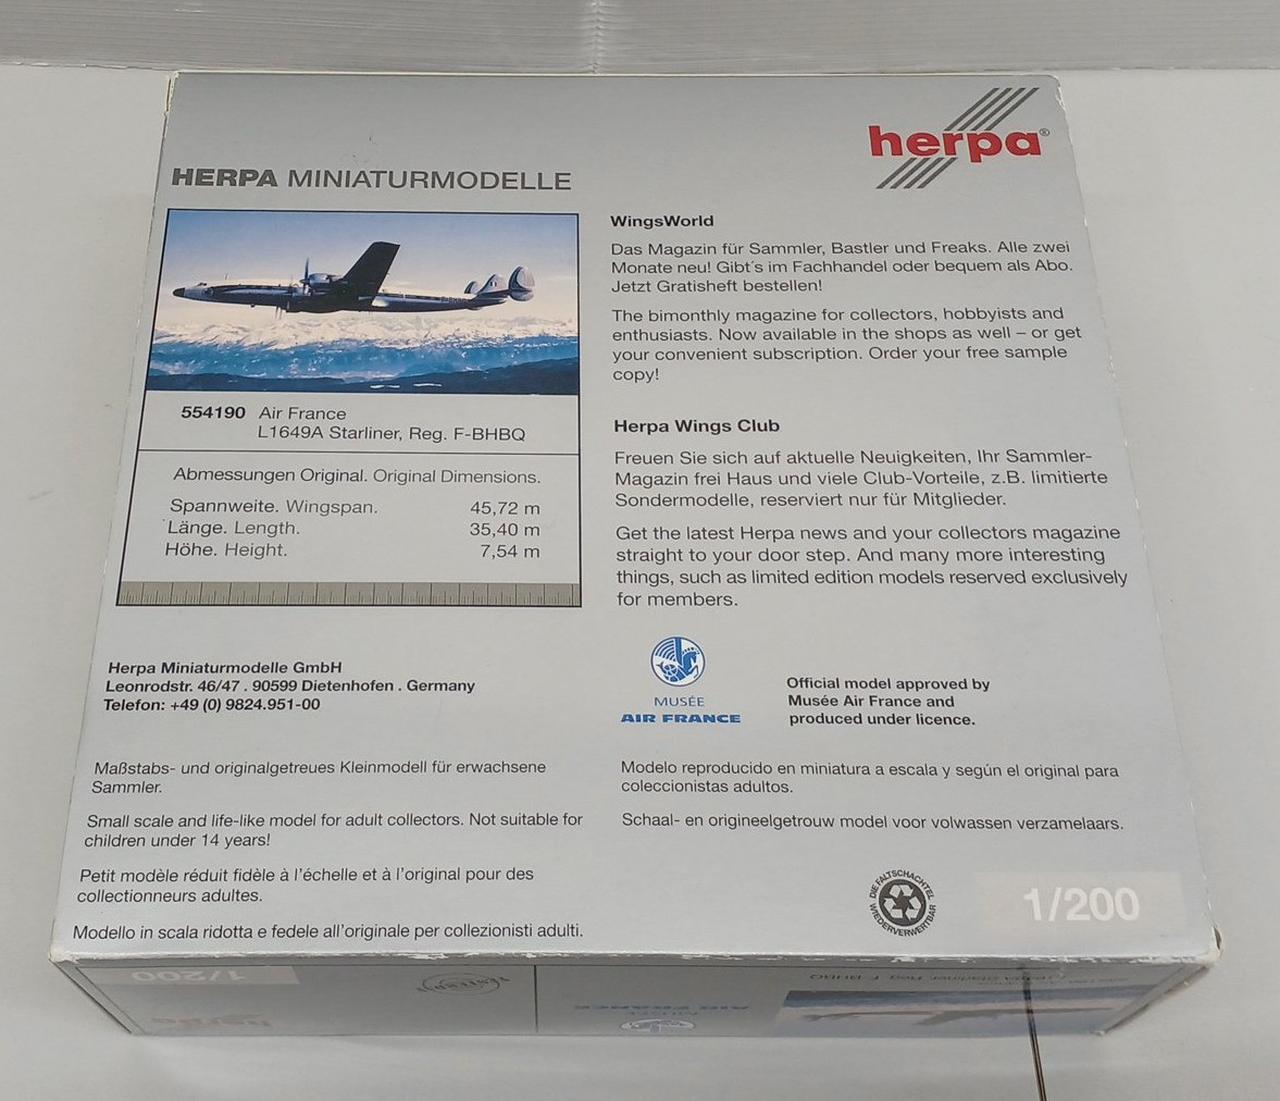 herpa®
HERPA MINIATURMODELLE
554190 Air France
L1649A Starliner, Reg. F-BHBQ
Abmessungen Original. Original Dimensions.
Spannweite. Wingspan. 45,72 m
Länge. Length. 35,40 m
Höhe. Height. 7,54 m
WingsWorld
Das Magazin für Sammler, Bastler und Freaks. Alle zwei
Monate neu! Gibt´s im Fachhandel oder bequem als Abo.
Jetzt Gratisheft bestellen!
The bimonthly magazine for collectors, hobbyists and
enthusiasts. Now available in the shops as well – or get
your convenient subscription. Order your free sample
copy!
Herpa Wings Club
Freuen Sie sich auf aktuelle Neuigkeiten, Ihr Sammler-
Magazin frei Haus und viele Club-Vorteile, z.B. limitierte
Sondermodelle, reserviert nur für Mitglieder.
Get the latest Herpa news and your collectors magazine
straight to your door step. And many more interesting
things, such as limited edition models reserved exclusively
for members.
Herpa Miniaturmodelle GmbH
Leonrodstr. 46/47 . 90599 Dietenhofen . Germany
Telefon: +49 (0) 9824.951-00
MUSÉE
AIR FRANCE
Official model approved by
Musée Air France and
produced under licence.
Maßstabs- und originalgetreues Kleinmodell für erwachsene
Sammler.
Small scale and life-like model for adult collectors. Not suitable for
children under 14 years!
Petit modèle réduit fidèle à l'échelle et à l'original pour des
collectionneurs adultes.
Modello in scala ridotta e fedele all'originale per collezionisti adulti.
Modelo reproducido en miniatura a escala y según el original para
coleccionistas adultos.
Schaal- en origineelgetrouw model voor volwassen verzamelaars.
DIE FALTSCHACHTEL
WIEDERVERWERTBAR
1/200
1/200
AIR FRANCE
MUSÉE
herpa